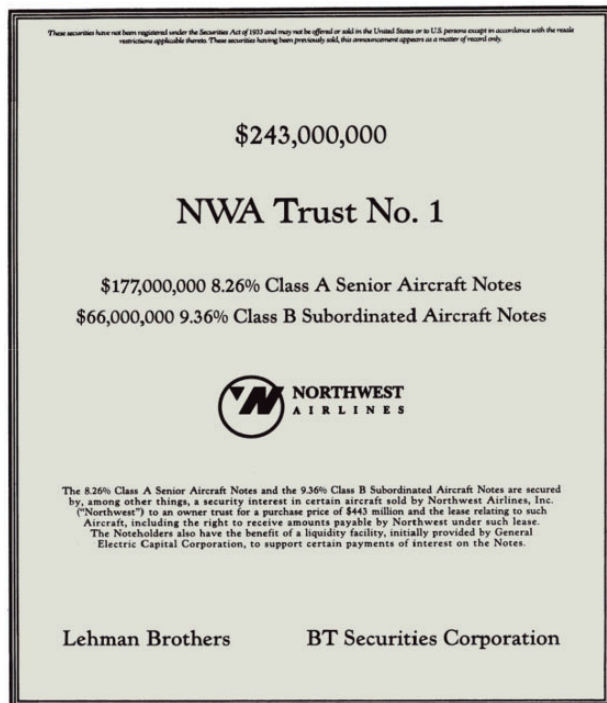 These securities have not been registered under the Securities Act of 1933 and may not be offered or sold in the United States or to U.S. persons except in accordance with the resale
restrictions applicable thereto. These securities having been previously sold, this announcement appears as a matter of record only.
$243,000,000
NWA Trust No. 1
$177,000,000 8.26% Class A Senior Aircraft Notes
$66,000,000 9.36% Class B Subordinated Aircraft Notes
NORTHWEST
AIRLINES
The 8.26% Class A Senior Aircraft Notes and the 9.36% Class B Subordinated Aircraft Notes are secured
by, among other things, a security interest in certain aircraft sold by Northwest Airlines, Inc.
("Northwest") to an owner trust for a purchase price of $443 million and the lease relating to such
Aircraft, including the right to receive amounts payable by Northwest under such lease.
The Noteholders also have the benefit of a liquidity facility, initially provided by General
Electric Capital Corporation, to support certain payments of interest on the Notes.
Lehman Brothers BT Securities Corporation